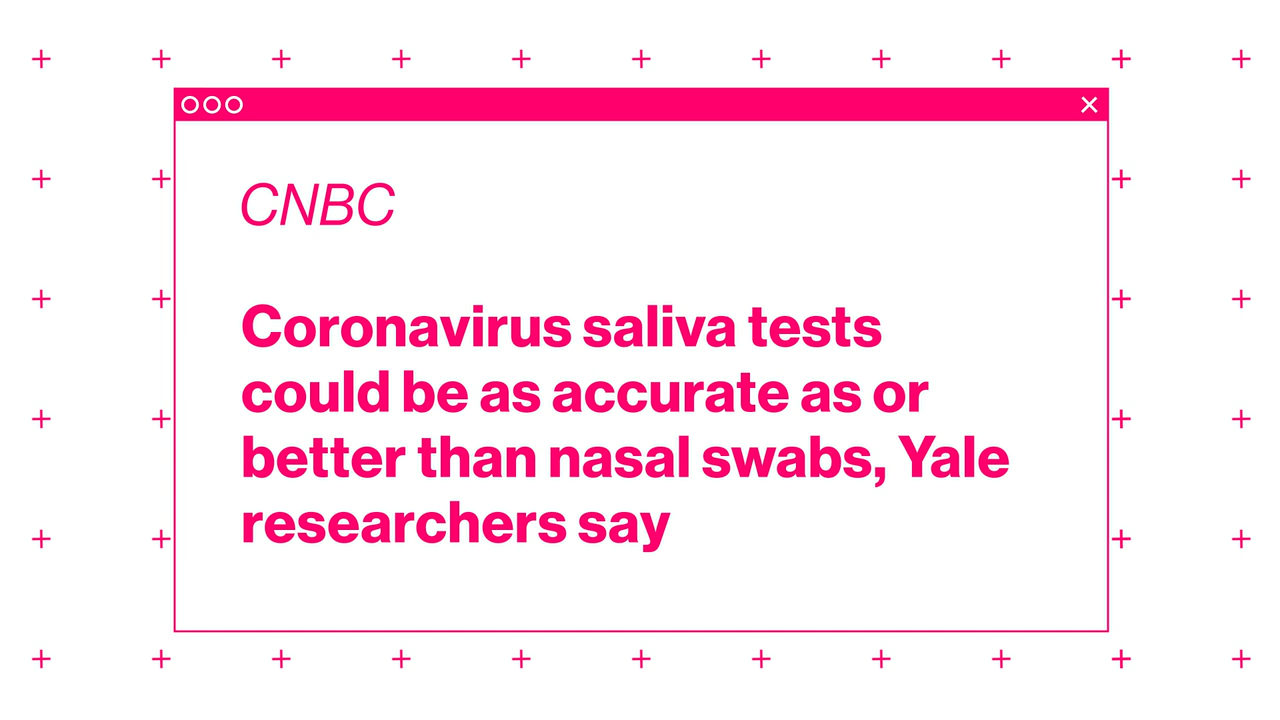 CNBC
Coronavirus saliva tests
could be as accurate as or
better than nasal swabs, Yale
researchers say